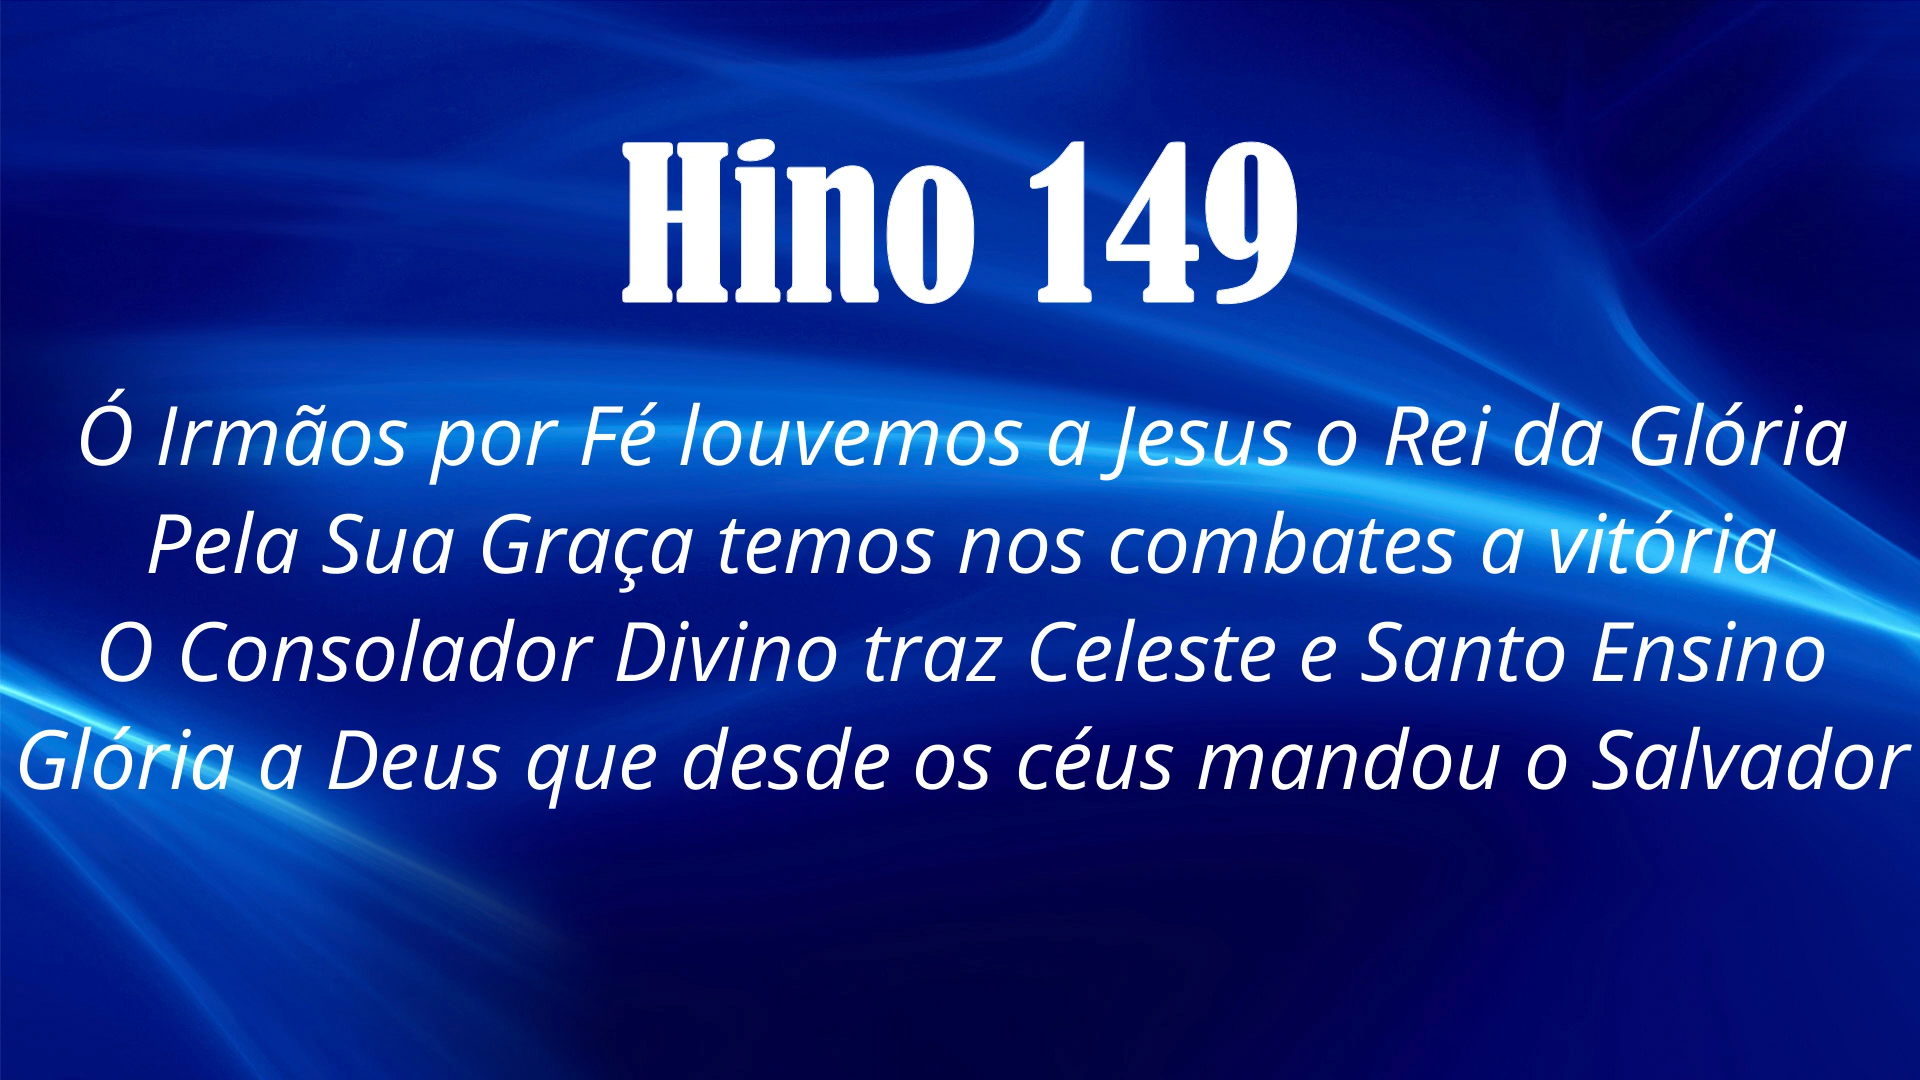 Hino 149
Ó Irmãos por Fé louvemos a Jesus o Rei da Glória
Pela Sua Graça temos nos combates a vitória
O Consolador Divino traz Celeste e Santo Ensino
Glória a Deus que desde os céus mandou o Salvador